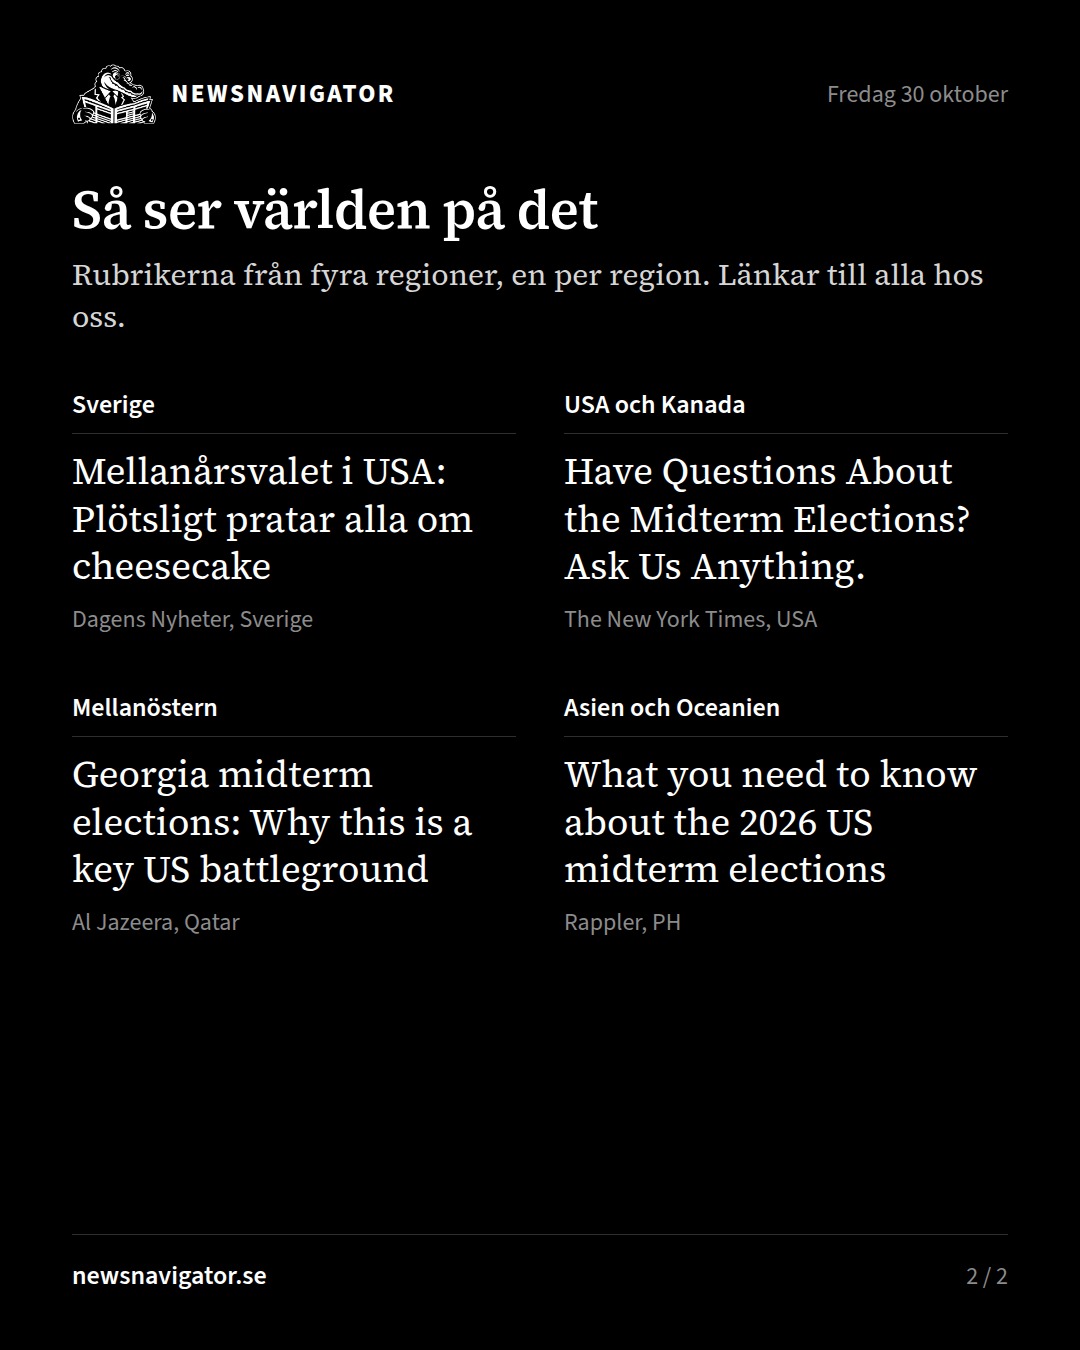 NEWSNAVIGATOR
Fredag 30 oktober
Så ser världen på det
Rubrikerna från fyra regioner, en per region. Länkar till alla hos
oss.
Sverige
Mellanårsvalet i USA:
Plötsligt pratar alla om
cheesecake
Dagens Nyheter, Sverige
USA och Kanada
Have Questions About
the Midterm Elections?
Ask Us Anything.
The New York Times, USA
Mellanöstern
Georgia midterm
elections: Why this is a
key US battleground
Al Jazeera, Qatar
Asien och Oceanien
What you need to know
about the 2026 US
midterm elections
Rappler, PH
newsnavigator.se
2 / 2